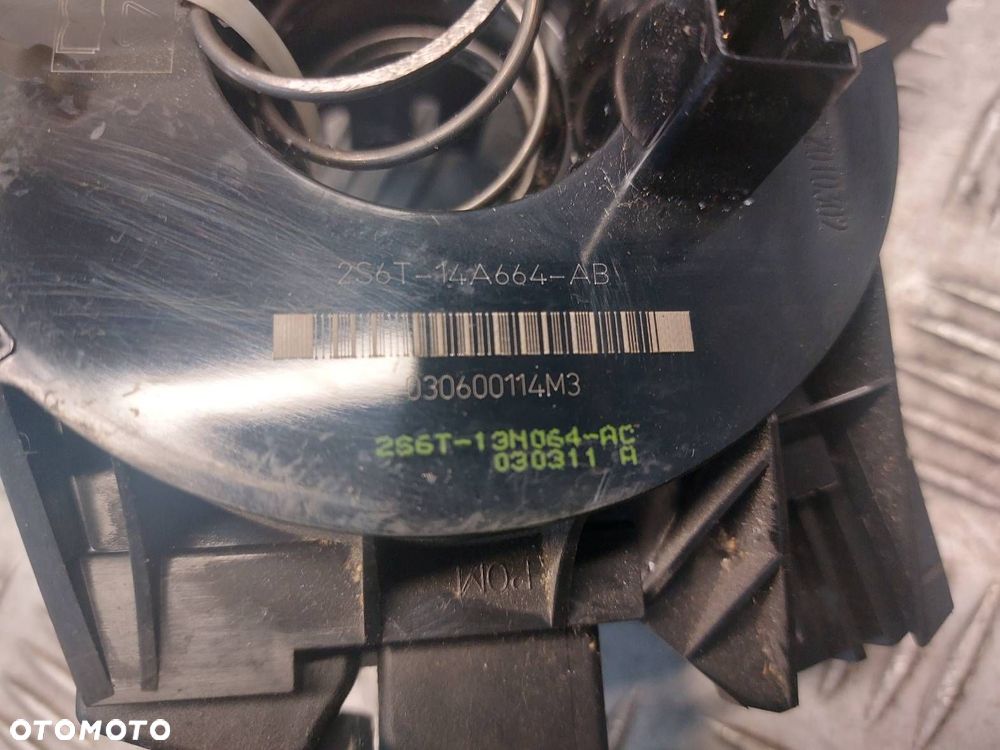 2S6T-14A664-AB
030600114M3
2S6T-13N064-AC
030311 A
POM
OTOMOTO